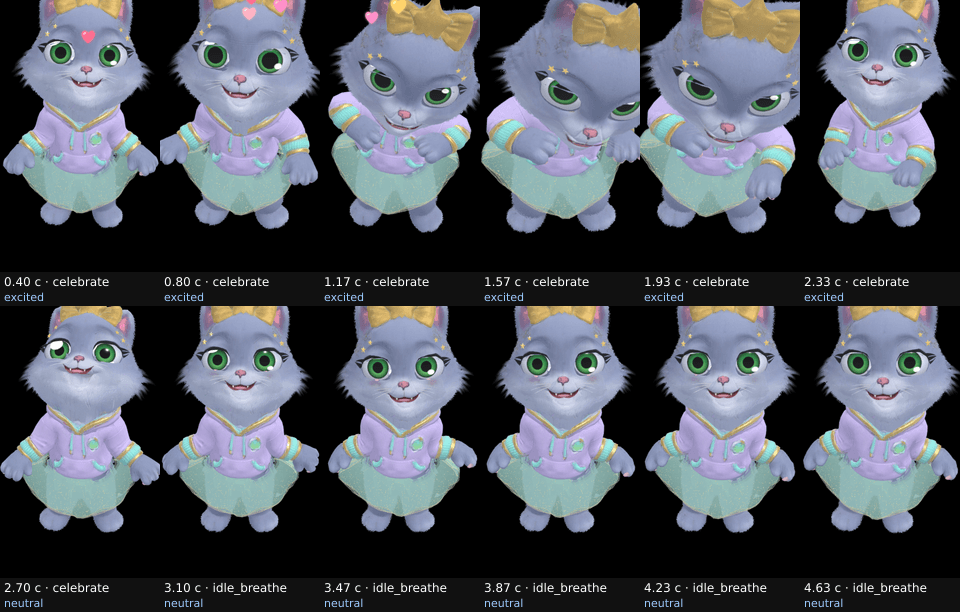 0.40 c · celebrate
excited
0.80 c · celebrate
excited
1.17 c · celebrate
excited
1.57 c · celebrate
excited
1.93 c · celebrate
excited
2.33 c · celebrate
excited
2.70 c · celebrate
neutral
3.10 c · idle_breathe
neutral
3.47 c · idle_breathe
neutral
3.87 c · idle_breathe
neutral
4.23 c · idle_breathe
neutral
4.63 c · idle_breathe
neutral